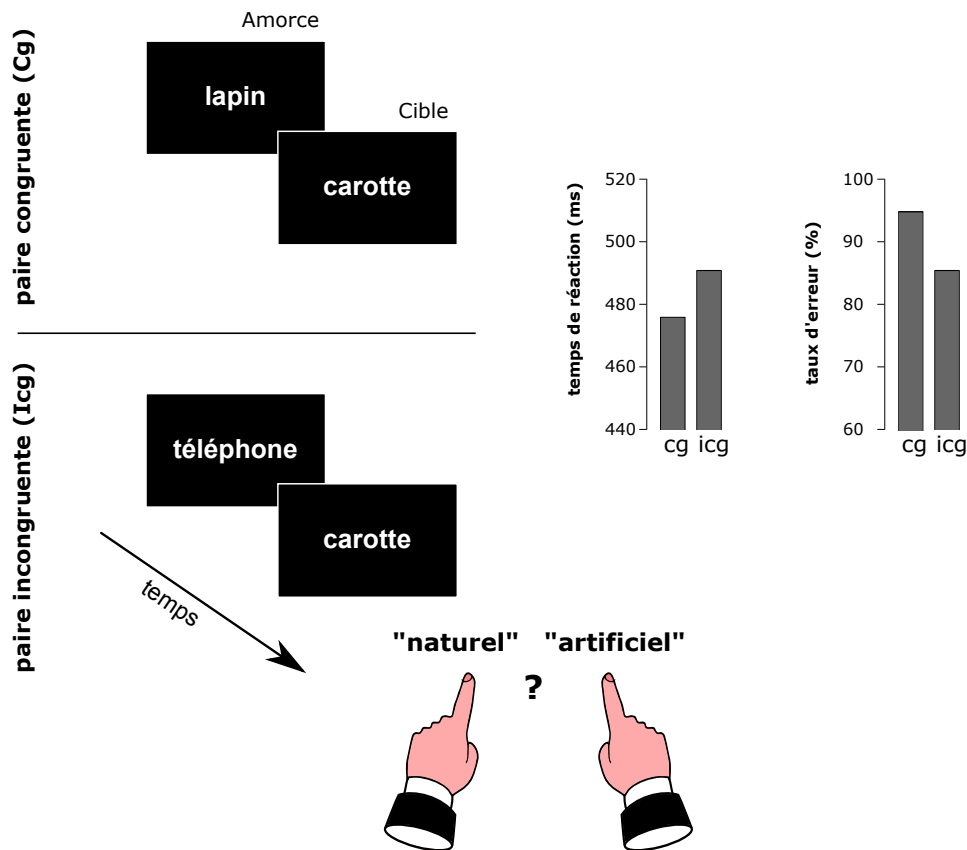 paire congruente (Cg)
Amorce
lapin
Cible
carotte
paire incongruente (Icg)
téléphone
carotte
temps
"naturel" "artificiel"
?
temps de réaction (ms)
520
500
480
460
440
cg icg
taux d'erreur (%)
100
90
80
70
60
cg icg